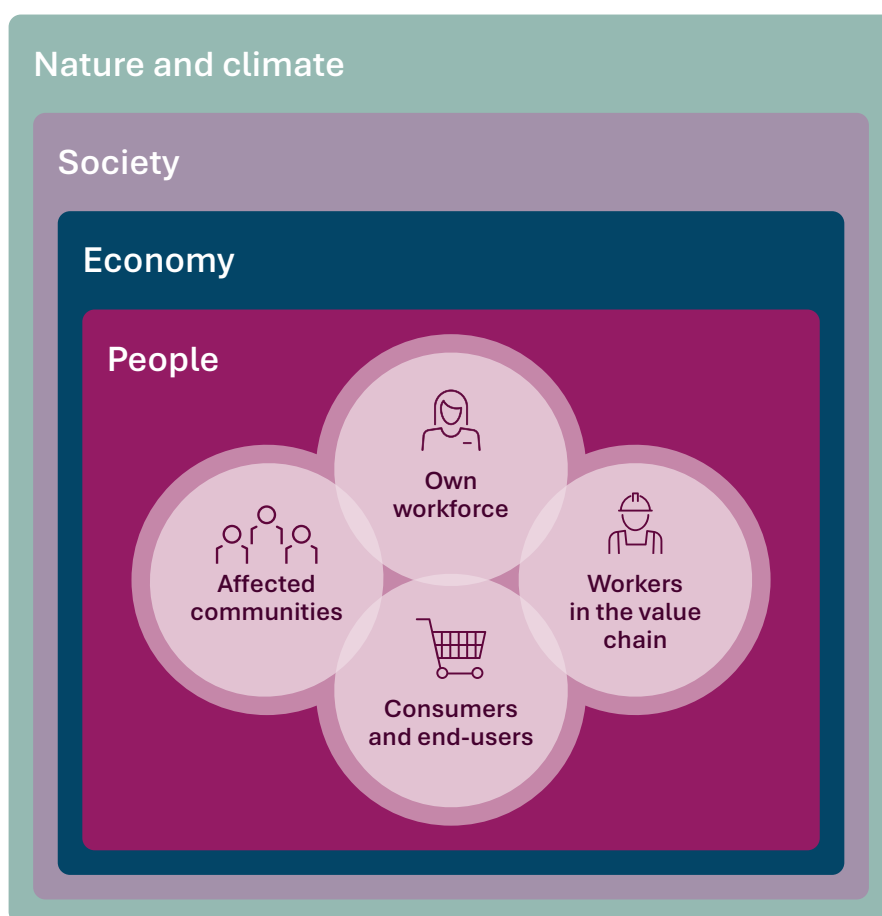 Nature and climate
Society
Economy
People
Own
workforce
Affected
communities
Workers
in the value
chain
Consumers
and end-users